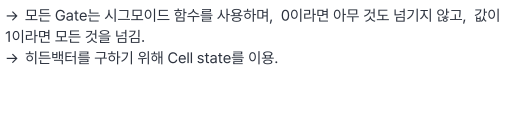 → 모든 Gate는 시그모이드 함수를 사용하며, 0이라면 아무 것도 넘기지 않고, 값이
1이라면 모든 것을 넘김.
→ 히든백터를 구하기 위해 Cell state를 이용.